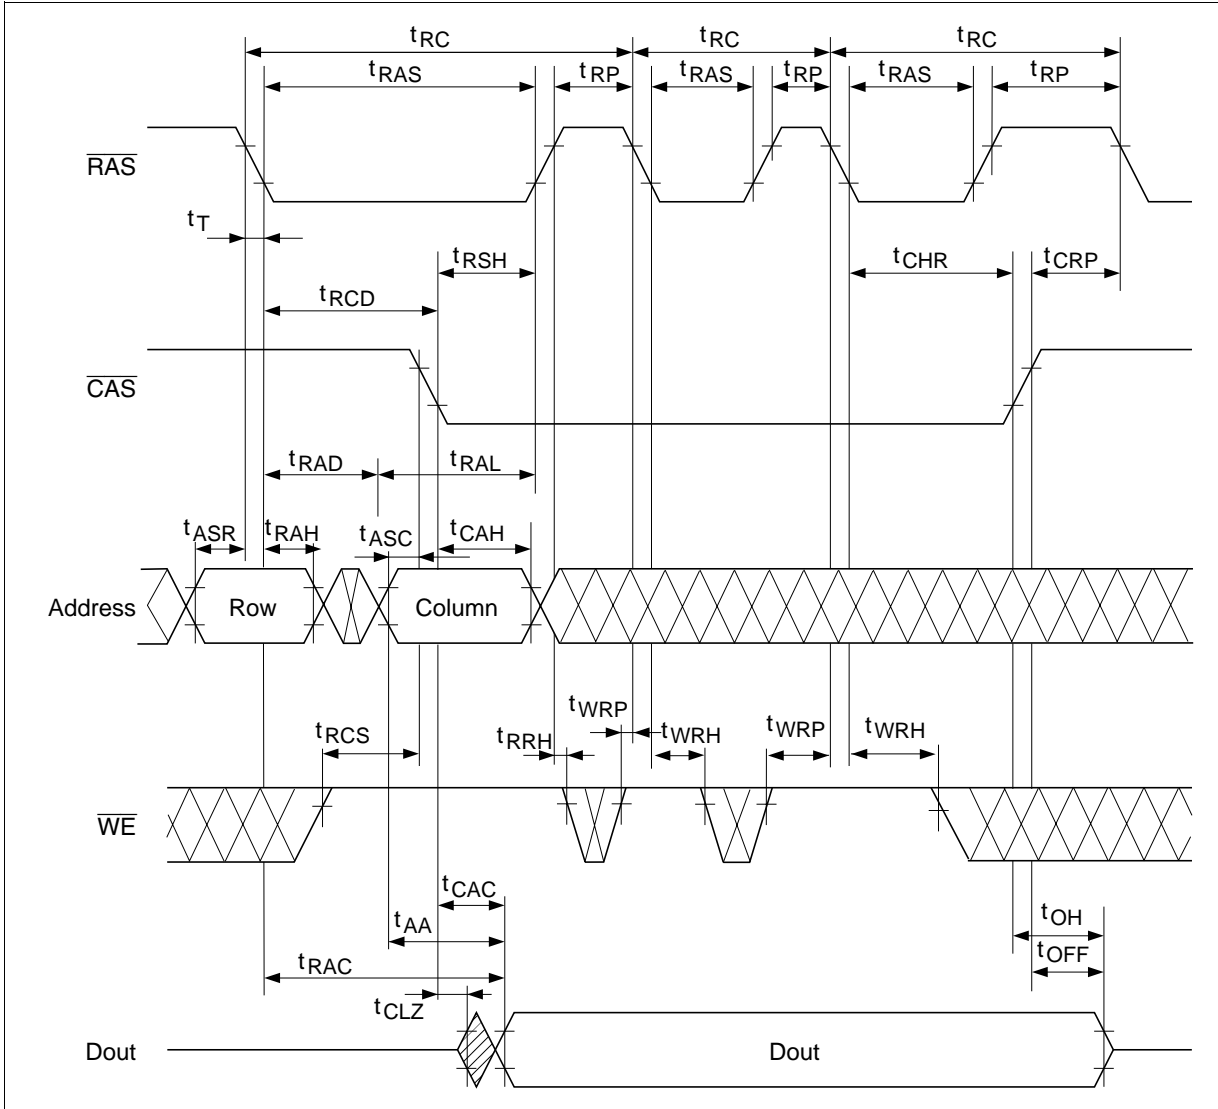 tRC tRC tRC
tRAS tRP tRAS tRP tRAS tRP
RAS
tT
tRSH tCHR tCRP
tRCD
CAS
tRAD tRAL
tASR tRAH tASC tCAH
Address Row Column
tWRP
tRCS tRRH tWRH tWRP tWRH
WE
tCAC
tOH
tAA
tOFF
tRAC
tCLZ
Dout Dout